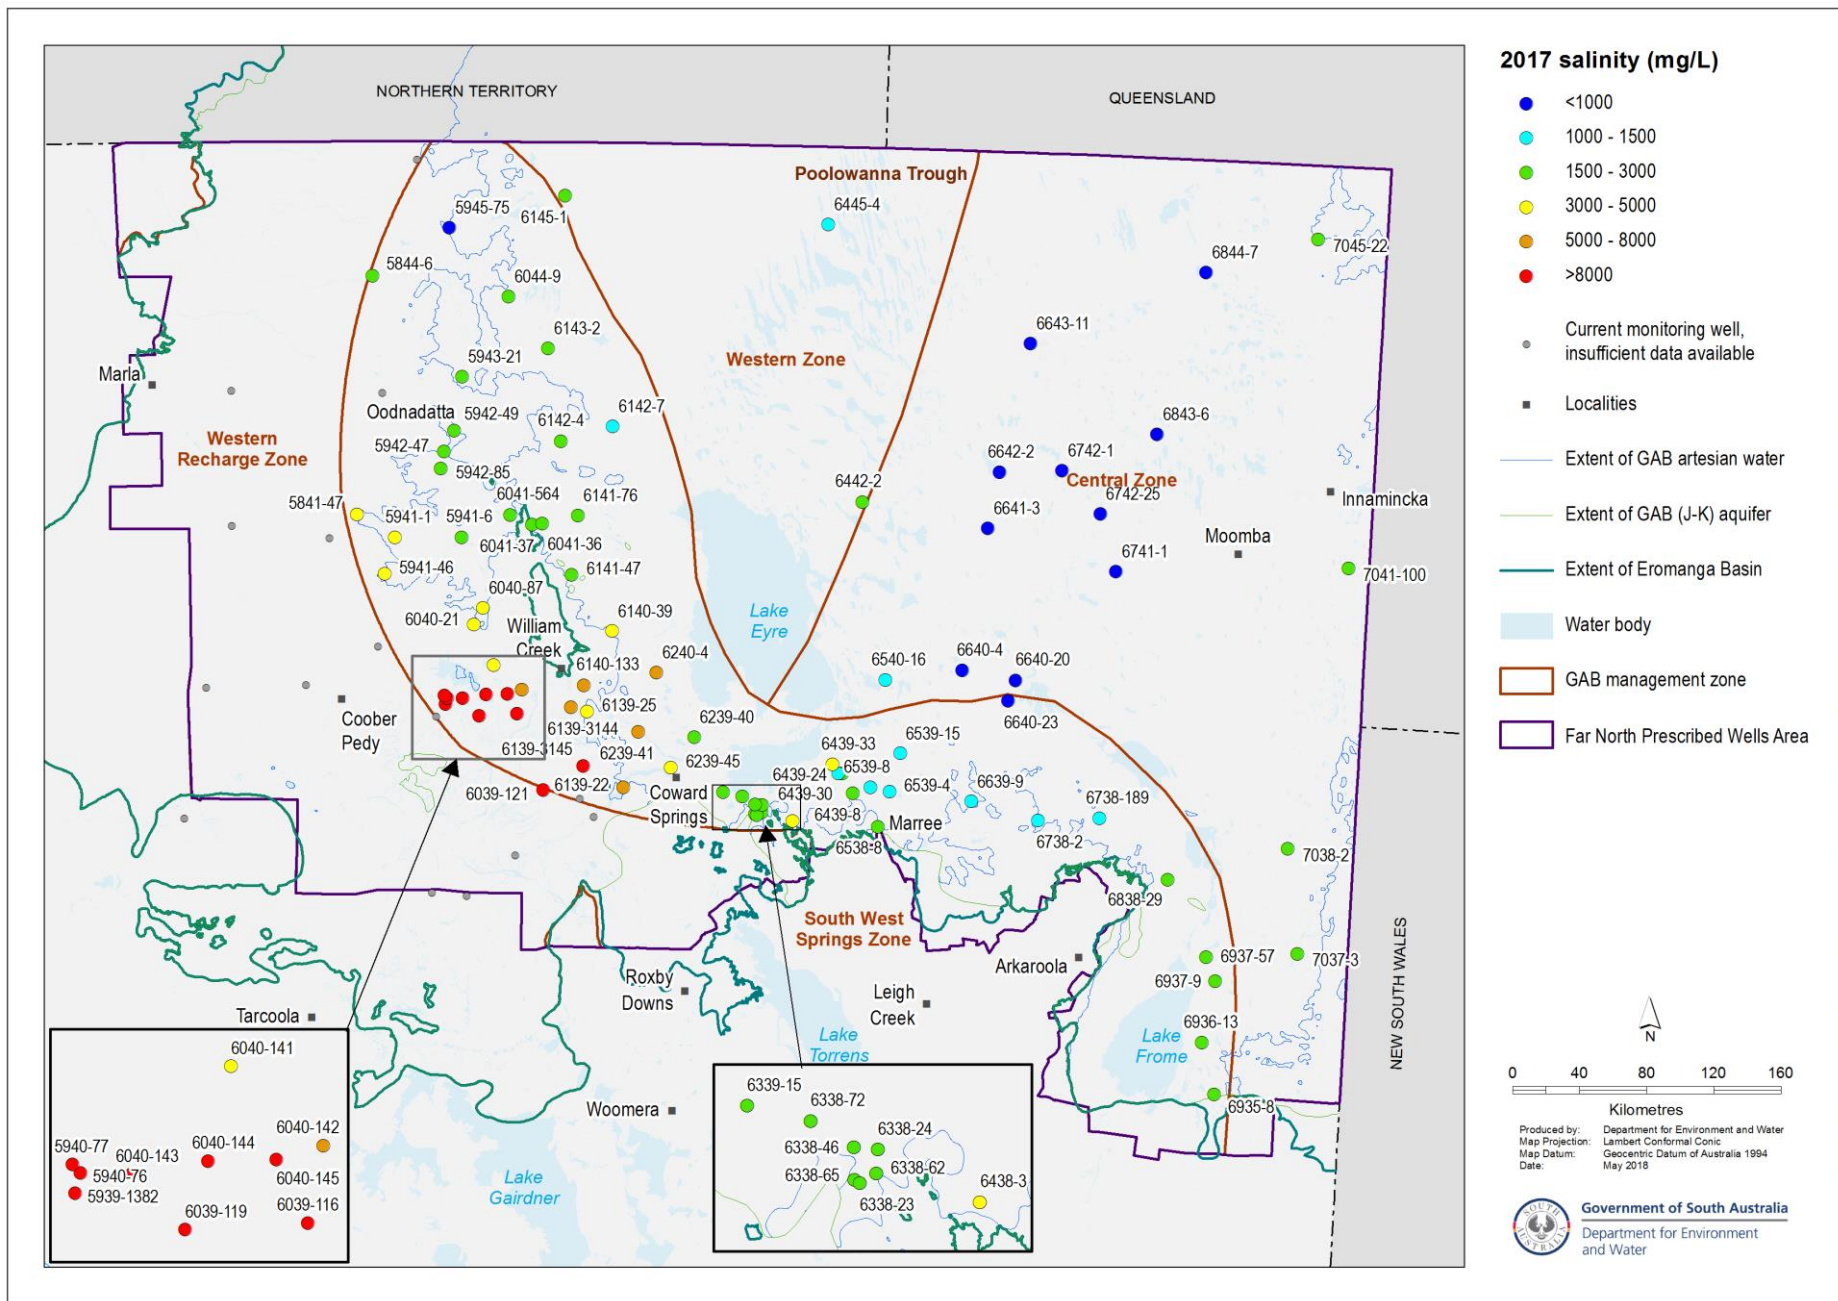 NORTHERN TERRITORY
QUEENSLAND
Poolowanna Trough
5945-75
6145-1
6445-4
7045-22
5844-6
6044-9
6844-7
6143-2
6643-11
5943-21
Western Zone
Marla
Oodnadatta
5942-49
6142-4
6142-7
6843-6
Western
Recharge Zone
5942-47
5942-85
6642-2
6742-1
Central Zone
6442-2
6742-25
Innamincka
5841-47
5941-1
5941-6
6041-564
6141-76
6641-3
Moomba
6041-37
6041-36
6741-1
7041-100
5941-46
6141-47
6040-87
6040-21
6140-39
Lake
Eyre
William
Creek
6140-133
6240-4
6540-16
6640-4
6640-20
6139-25
6640-23
Coober
Pedy
6139-3144
6239-40
6539-15
6139-3145
6239-41
6239-45
6439-33
6539-8
6439-24
6639-9
6039-121
6139-22
Coward
Springs
6439-30
6539-4
6738-189
6439-8
Marree
6538-8
6738-2
7038-2
6838-29
South West
Springs Zone
NEW SOUTH WALES
Arkaroola
6937-57
7037-3
6937-9
Roxby
Downs
Leigh
Creek
Tarcoola
6936-13
Lake
Torrens
Lake
Frome
6935-8
Woomera
Lake
Gairdner
6040-141
6040-142
6040-144
6040-143
5940-77
5940-76
6040-145
5939-1382
6039-119
6039-116
6339-15
6338-72
6338-24
6338-46
6338-62
6338-65
6338-23
6438-3
2017 salinity (mg/L)
<1000
1000 - 1500
1500 - 3000
3000 - 5000
5000 - 8000
>8000
Current monitoring well,
insufficient data available
Localities
Extent of GAB artesian water
Extent of GAB (J-K) aquifer
Extent of Eromanga Basin
Water body
GAB management zone
Far North Prescribed Wells Area
N
0 40 80 120 160
Kilometres
Produced by: Department for Environment and Water
Map Projection: Lambert Conformal Conic
Map Datum: Geocentric Datum of Australia 1994
Date: May 2018
SOUTH AUSTRALIA
Government of South Australia
Department for Environment
and Water